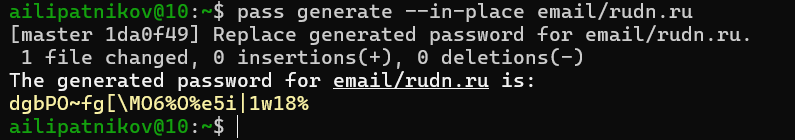 ailipatnikov@10:~$ pass generate --in-place email/rudn.ru
[master 1da0f49] Replace generated password for email/rudn.ru.
 1 file changed, 0 insertions(+), 0 deletions(-)
The generated password for email/rudn.ru is:
dgbPO~fg[\MO6%O%e5i|1w18%
ailipatnikov@10:~$